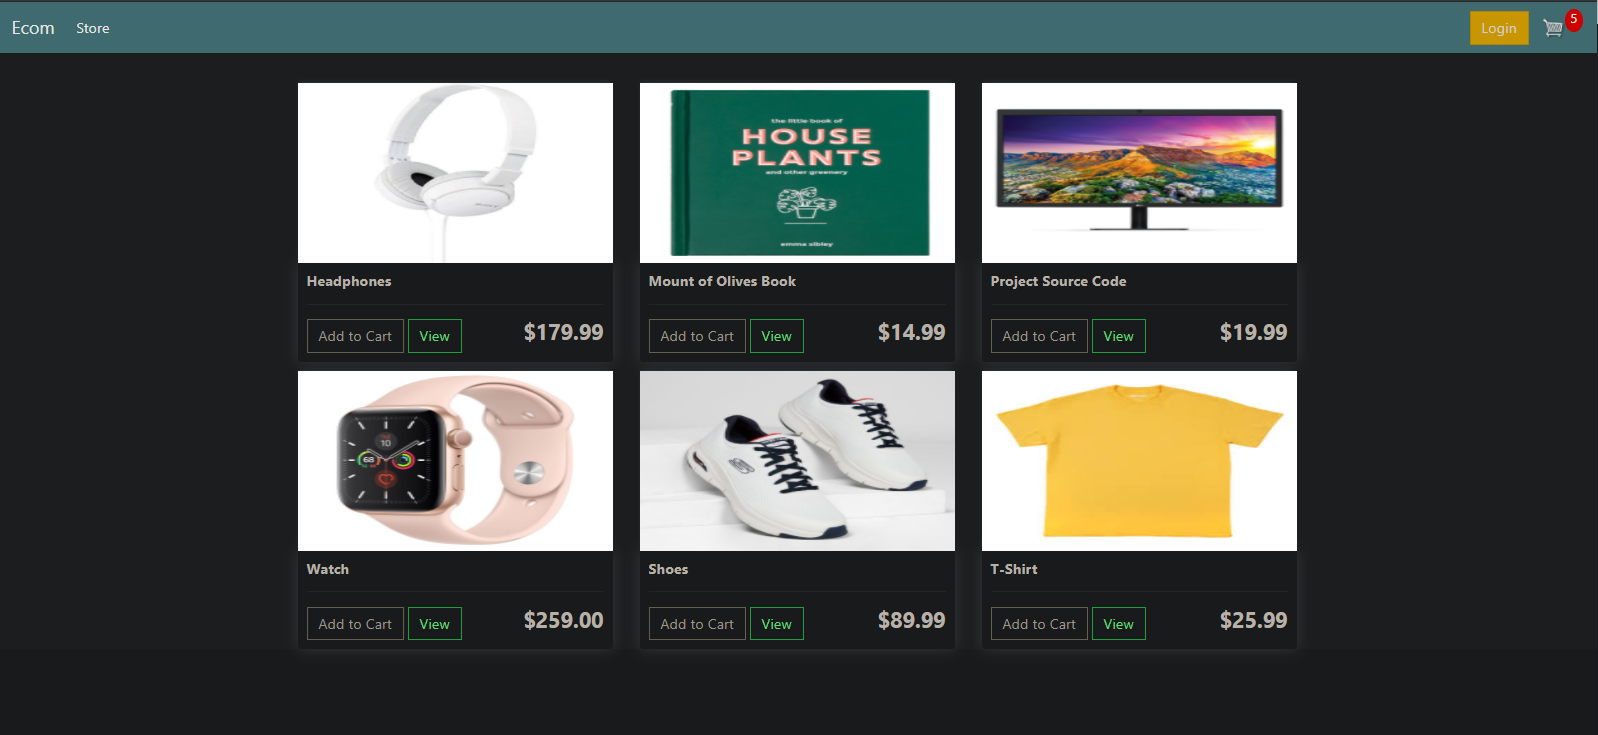 Ecom Store Login 5
the little book of
HOUSE
PLANTS
and other greenery
emma sibley
SONY
Headphones
Add to Cart View $179.99
Mount of Olives Book
Add to Cart View $14.99
Project Source Code
Add to Cart View $19.99
10
68
Watch
Add to Cart View $259.00
Shoes
Add to Cart View $89.99
T-Shirt
Add to Cart View $25.99